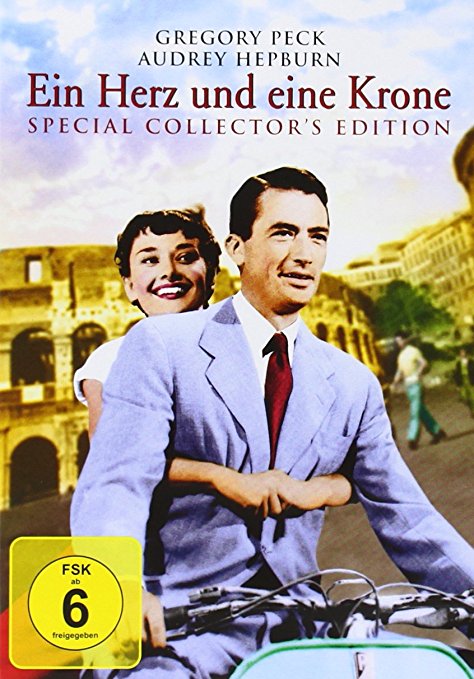 GREGORY PECK
AUDREY HEPBURN
Ein Herz und eine Krone
SPECIAL COLLECTOR'S EDITION
FSK
ab
6
freigegeben